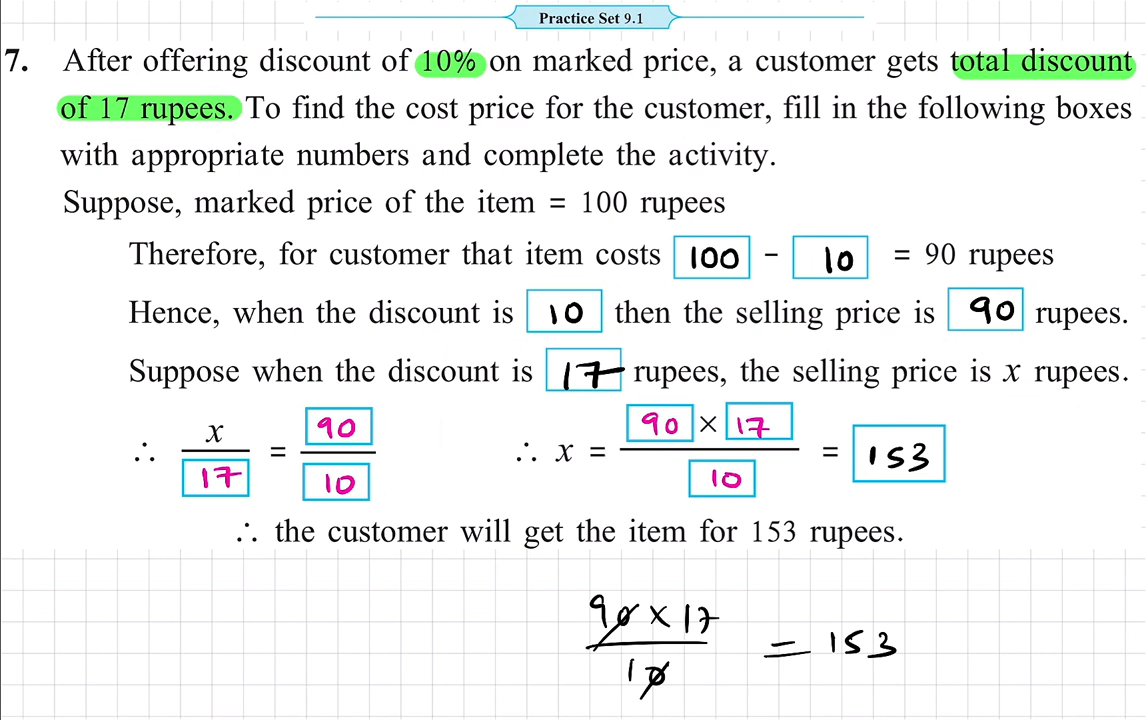 Practice Set 9.1
7. After offering discount of 10% on marked price, a customer gets total discount
of 17 rupees. To find the cost price for the customer, fill in the following boxes
with appropriate numbers and complete the activity.
Suppose, marked price of the item = 100 rupees
Therefore, for customer that item costs 100 - 10 = 90 rupees
Hence, when the discount is 10 then the selling price is 90 rupees.
Suppose when the discount is 17 rupees, the selling price is x rupees.
∴ x/17 = 90/10 ∴ x = 90 × 17/10 = 153
∴ the customer will get the item for 153 rupees.
90 × 17/10 = 153